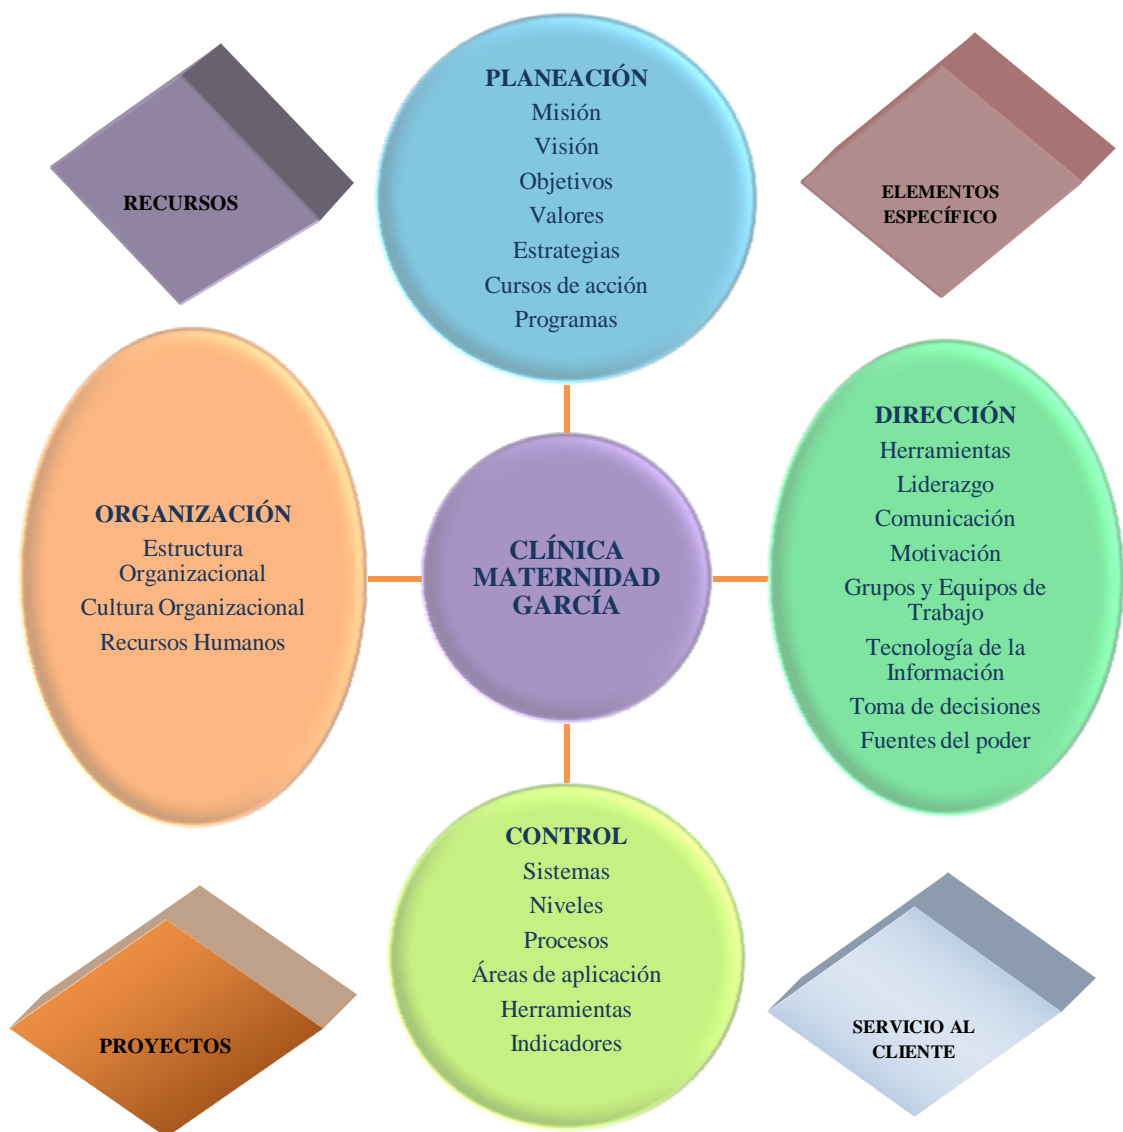 PLANEACIÓN
Misión
Visión
Objetivos
Valores
Estrategias
Cursos de acción
Programas
RECURSOS
ELEMENTOS
ESPECÍFICO
ORGANIZACIÓN
Estructura
Organizacional
Cultura Organizacional
Recursos Humanos
CLÍNICA
MATERNIDAD
GARCÍA
DIRECCIÓN
Herramientas
Liderazgo
Comunicación
Motivación
Grupos y Equipos de
Trabajo
Tecnología de la
Información
Toma de decisiones
Fuentes del poder
CONTROL
Sistemas
Niveles
Procesos
Áreas de aplicación
Herramientas
Indicadores
PROYECTOS
SERVICIO AL
CLIENTE